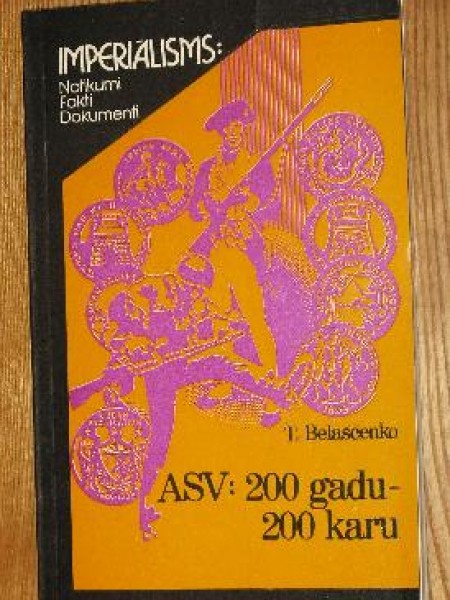 IMPERIĀLISMS:
Notikumi
Fakti
Dokumenti
T. Belaščenko
ASV: 200 gadu-
200 karu